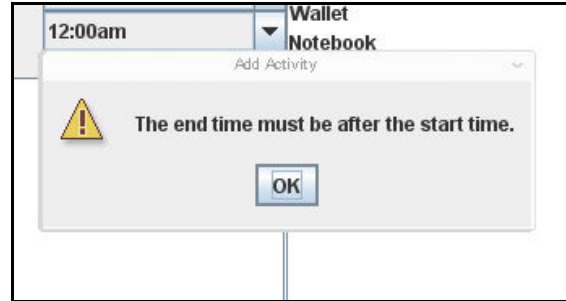 Wallet
12:00am
Notebook
Add Activity
The end time must be after the start time.
OK